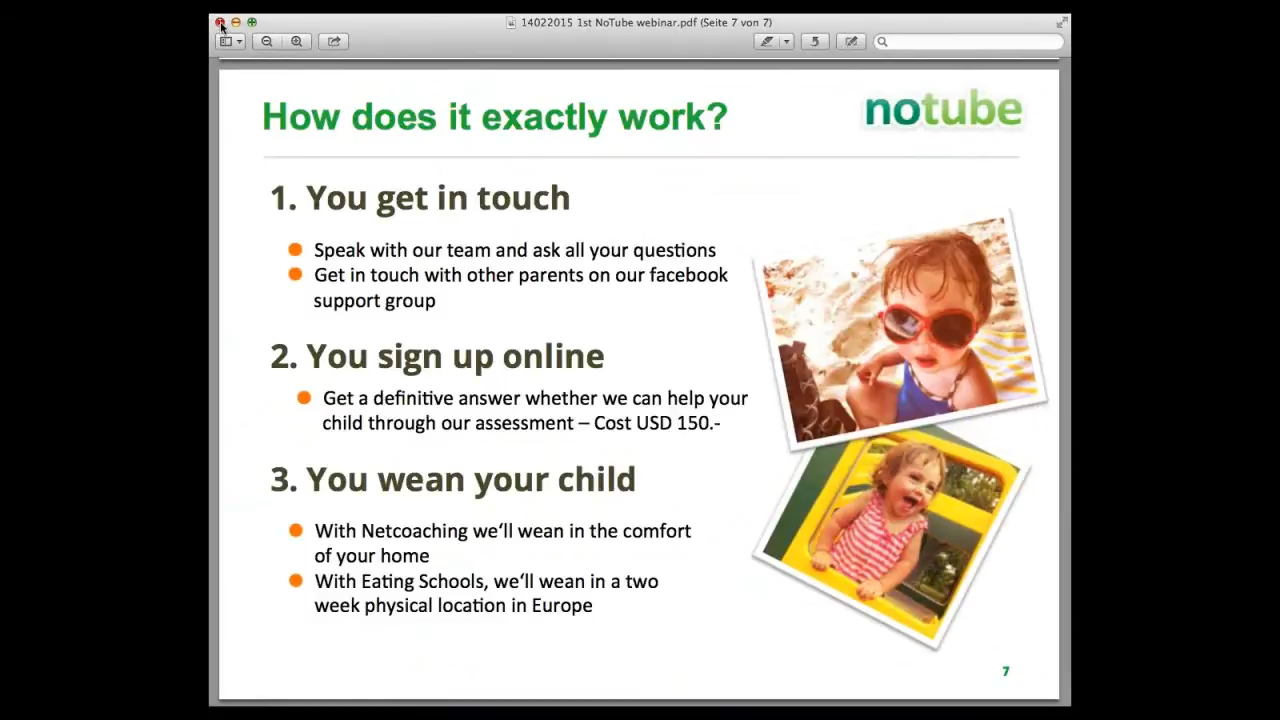 14022015 1st NoTube webinar.pdf (Seite 7 von 7)
How does it exactly work?
notube
1. You get in touch
Speak with our team and ask all your questions
Get in touch with other parents on our facebook
support group
2. You sign up online
Get a definitive answer whether we can help your
child through our assessment – Cost USD 150.-
3. You wean your child
With Netcoaching we‘ll wean in the comfort
of your home
With Eating Schools, we‘ll wean in a two
week physical location in Europe
7